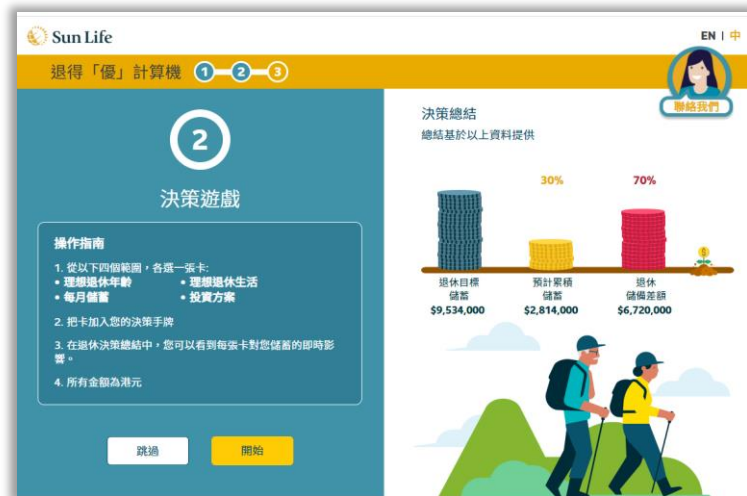 Sun Life
EN | 中
退得「優」計算機 1 2 3
聯絡我們
2
決策遊戲
操作指南
1. 從以下四個範圍，各選一張卡:
• 理想退休年齡 • 理想退休生活
• 每月儲蓄 • 投資方案
2. 把卡加入您的決策手牌
3. 在退休決策總結中，您可以看到每張卡對您儲蓄的即時影
響。
4. 所有金額為港元
跳過 開始
決策總結
總結基於以上資料提供
30% 70%
退休目標
儲蓄
$9,534,000
預計累積
儲蓄
$2,814,000
退休
儲備差額
$6,720,000